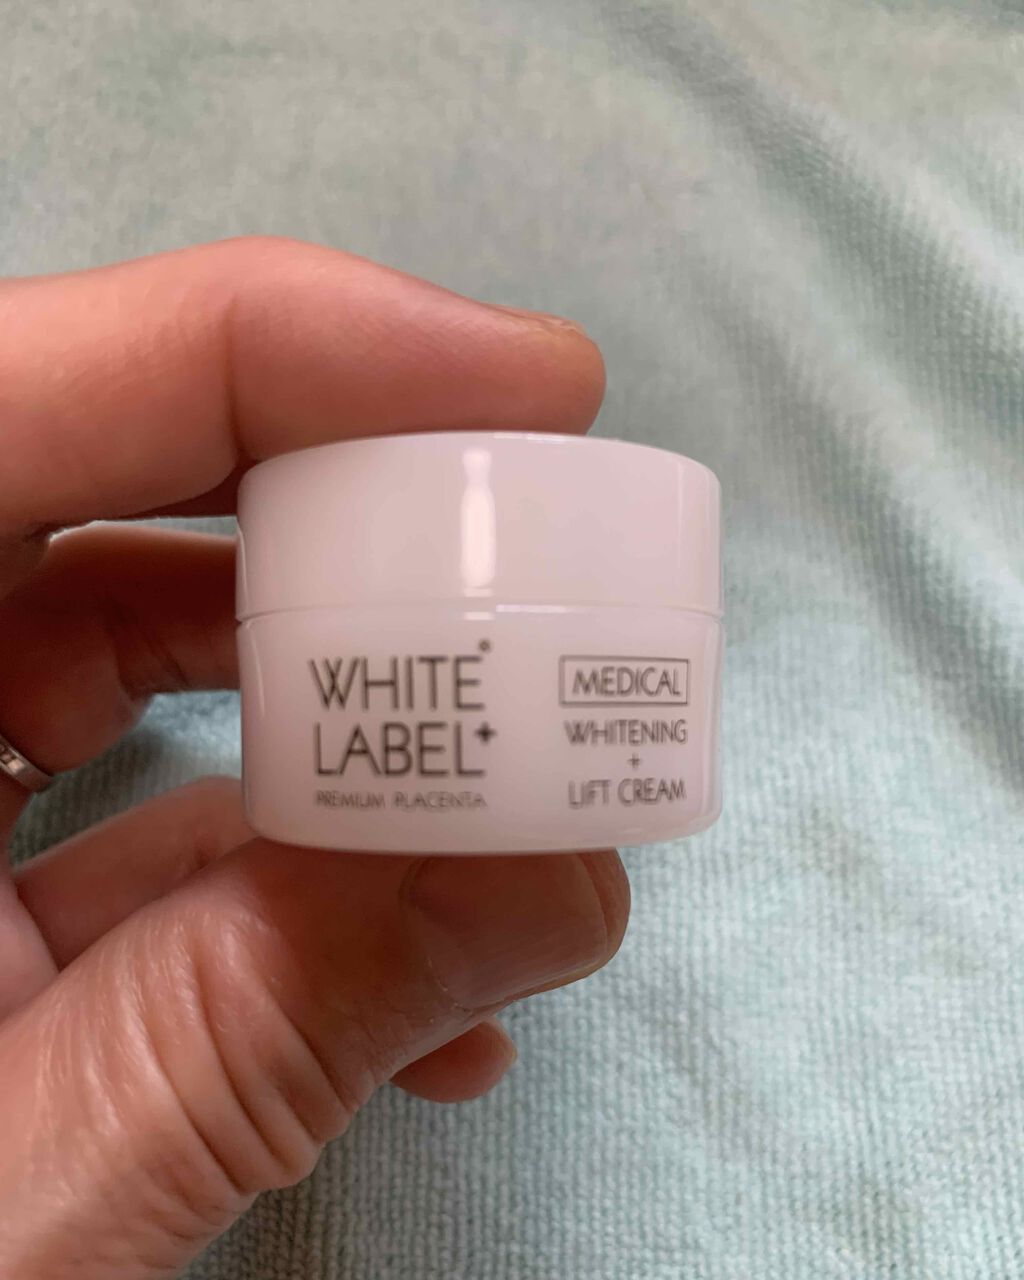 WHITE
LABEL+
PREMIUM PLACENTA
MEDICAL
WHITENING
+
LIFT CREAM